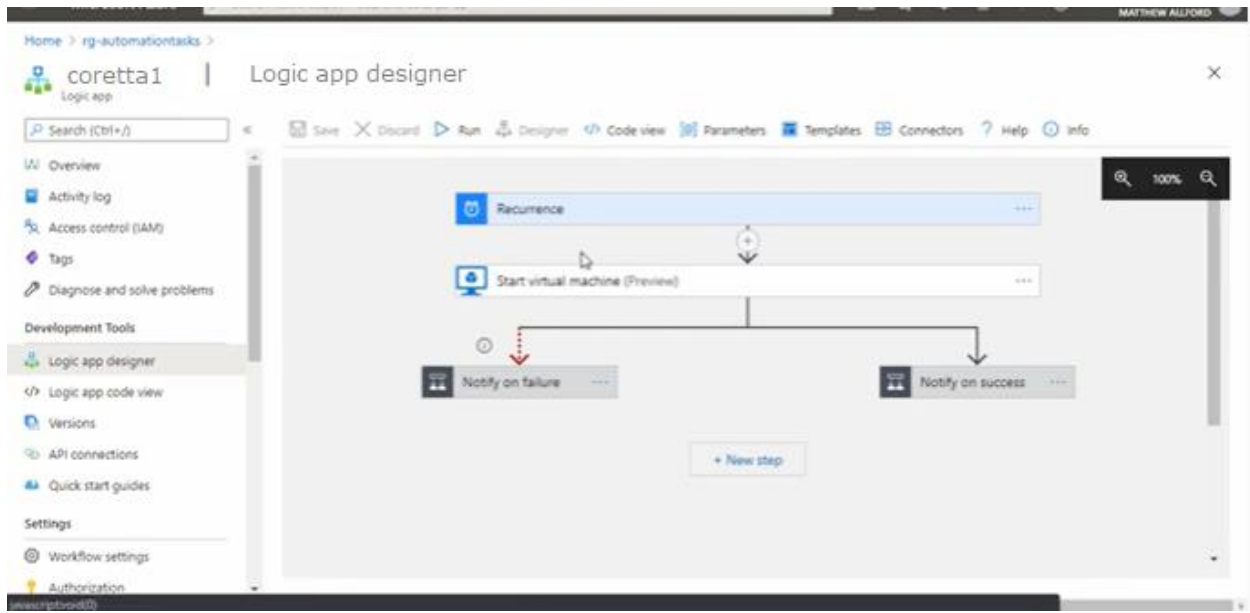 MATTHEW ALLFORD
Home > rg-automationtasks >
coretta1 | Logic app designer
Logic app
Search (Ctrl+/)
Save Discard Run Designer Code view Parameters Templates Connectors Help Info
Overview
Activity log
Access control (IAM)
Tags
Diagnose and solve problems
Development Tools
Logic app designer
Logic app code view
Versions
API connections
Quick start guides
Settings
Workflow settings
Authorization
javascript:void(0)
100%
Recurrence
Start virtual machine (Preview)
Notify on failure
Notify on success
+ New step